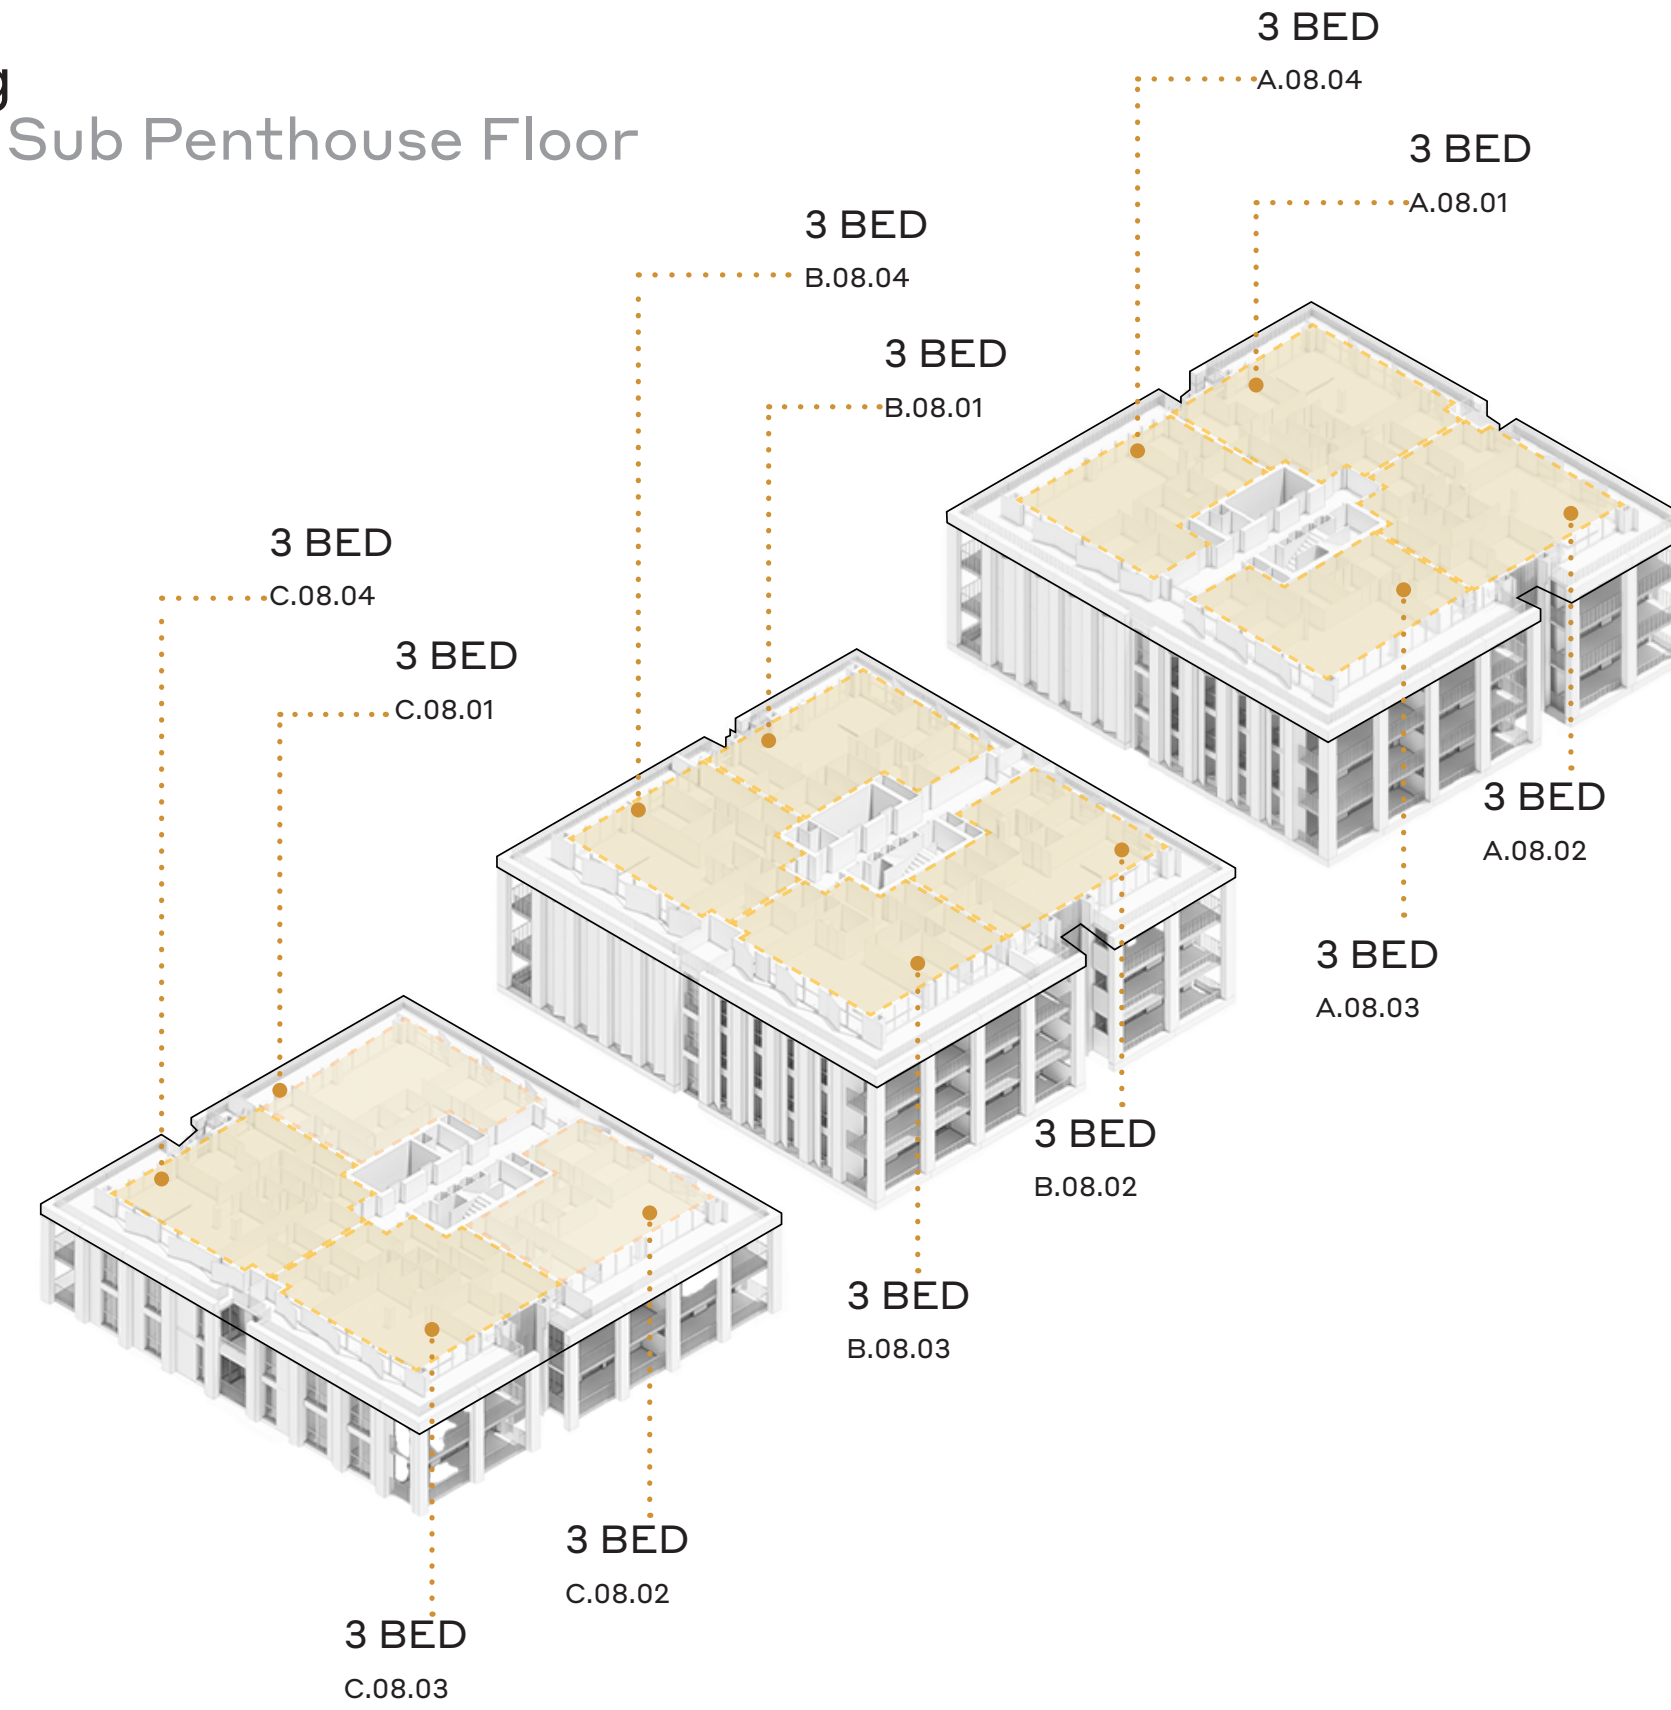 g
Sub Penthouse Floor
3 BED
A.08.04
3 BED
A.08.01
3 BED
B.08.04
3 BED
B.08.01
3 BED
C.08.04
3 BED
C.08.01
3 BED
A.08.02
3 BED
A.08.03
3 BED
B.08.02
3 BED
B.08.03
3 BED
C.08.02
3 BED
C.08.03